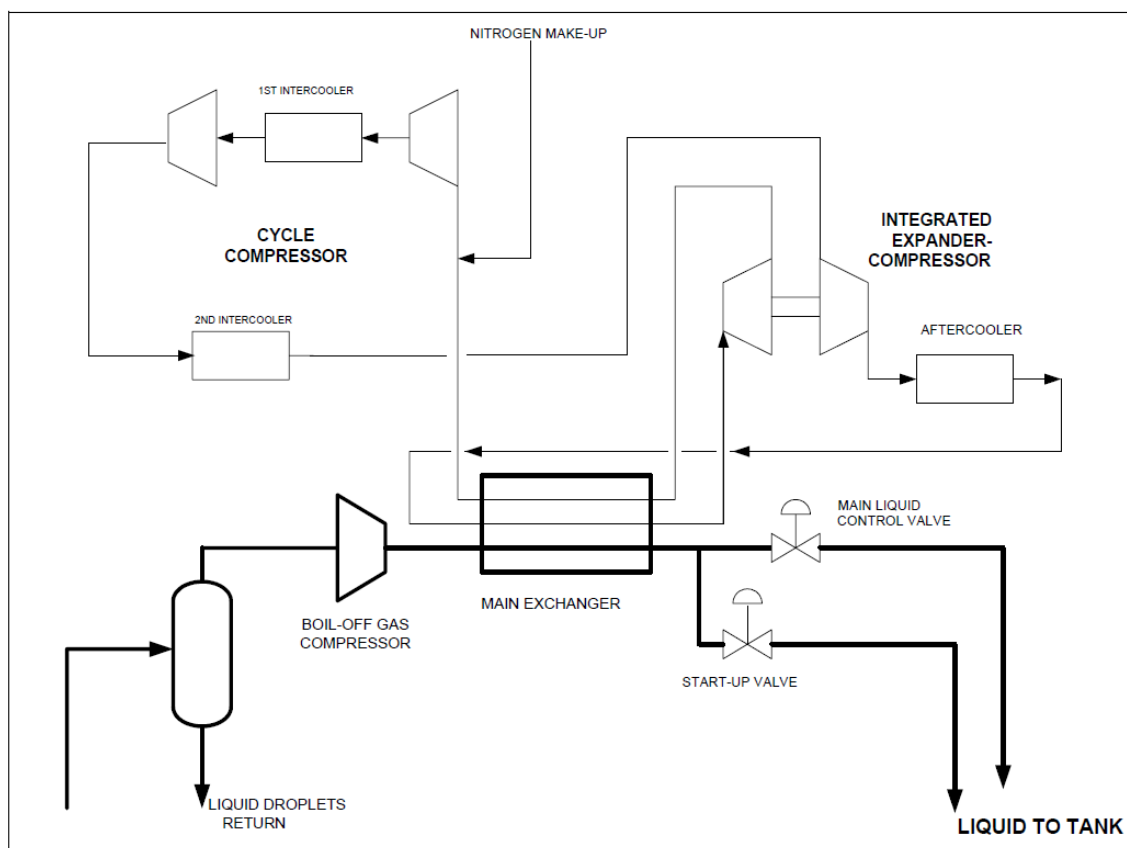 NITROGEN MAKE-UP
1ST INTERCOOLER
CYCLE
COMPRESSOR
INTEGRATED
EXPANDER-
COMPRESSOR
2ND INTERCOOLER
AFTERCOOLER
MAIN LIQUID
CONTROL VALVE
MAIN EXCHANGER
BOIL-OFF GAS
COMPRESSOR
START-UP VALVE
LIQUID DROPLETS
RETURN
LIQUID TO TANK